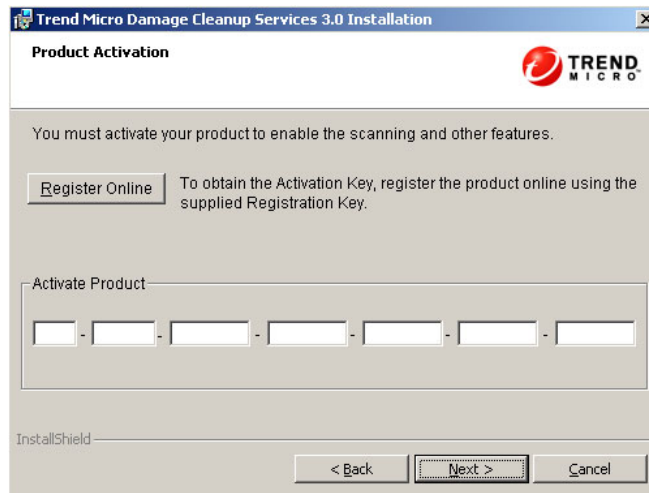 Trend Micro Damage Cleanup Services 3.0 Installation
Product Activation
TREND
MICRO
You must activate your product to enable the scanning and other features.
Register Online
To obtain the Activation Key, register the product online using the
supplied Registration Key.
Activate Product
- - - - - -
InstallShield
< Back
Next >
Cancel